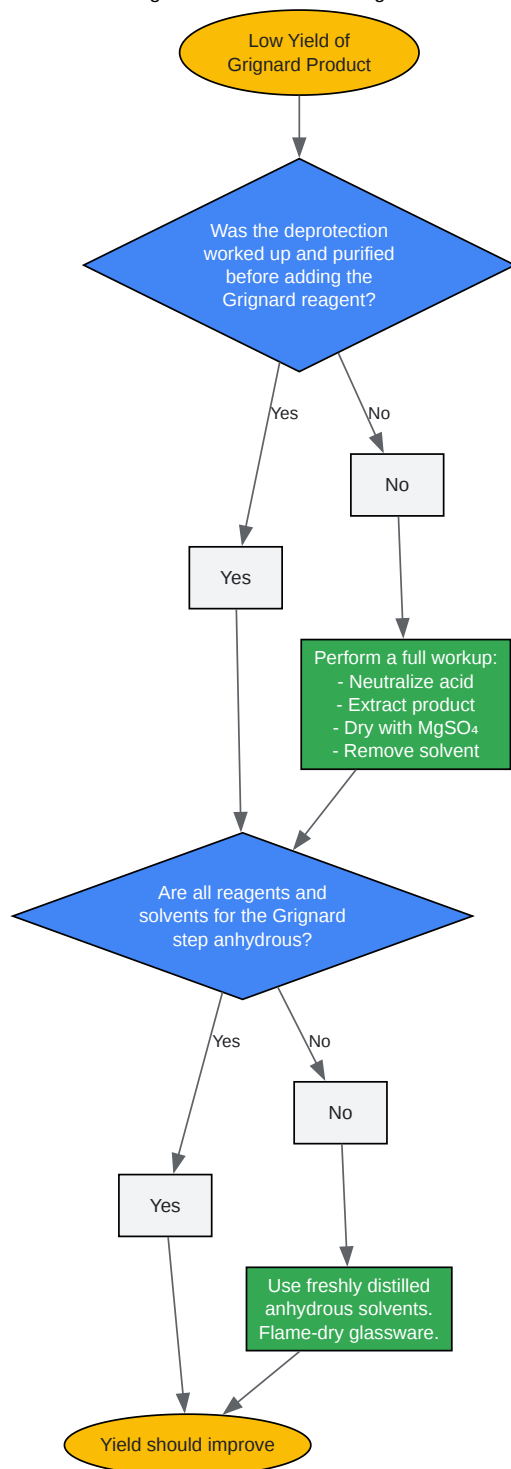 Low Yield of
Grignard Product
Was the deprotection
worked up and purified
before adding the
Grignard reagent?
Yes
No
No
Yes
Perform a full workup:
- Neutralize acid
- Extract product
- Dry with MgSO₄
- Remove solvent
Are all reagents and
solvents for the Grignard
step anhydrous?
Yes
No
No
Yes
Use freshly distilled
anhydrous solvents.
Flame-dry glassware.
Yield should improve